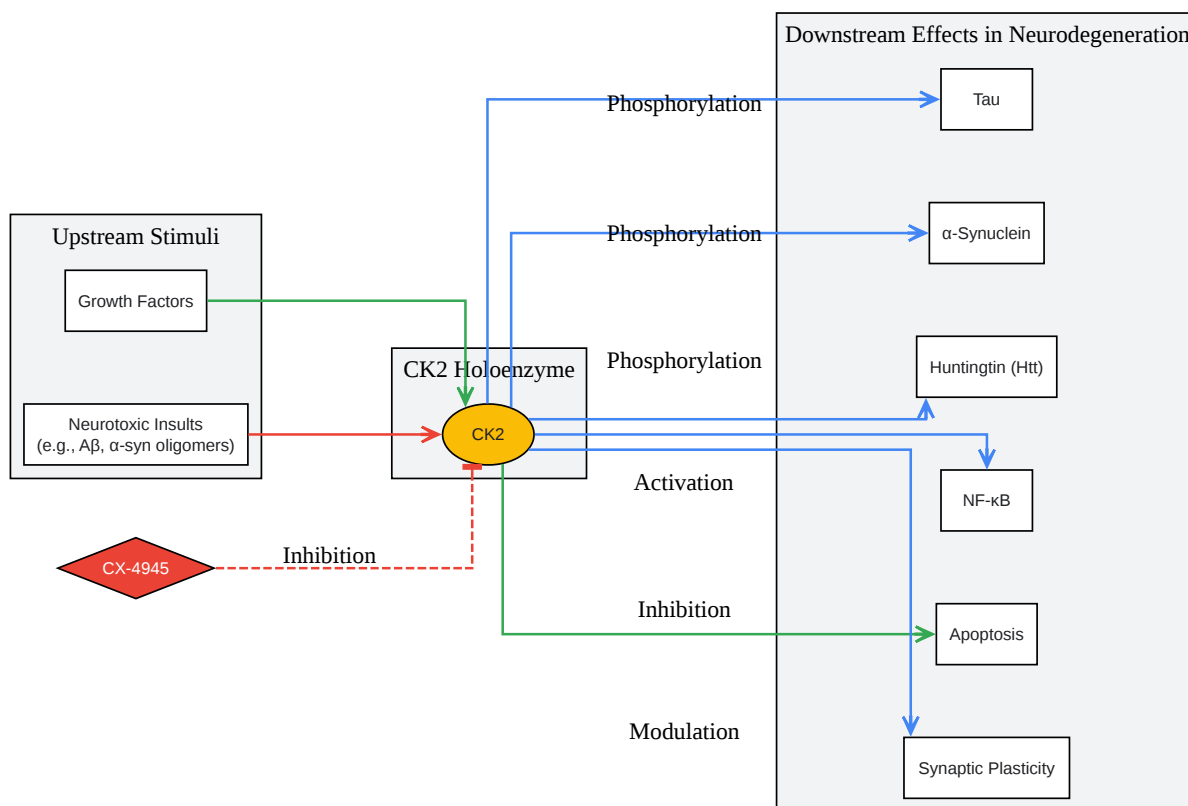 Downstream Effects in Neurodegeneration
Tau
Phosphorylation
α-Synuclein
Phosphorylation
Upstream Stimuli
Growth Factors
Huntingtin (Htt)
Phosphorylation
CK2 Holoenzyme
Neurotoxic Insults
(e.g., Aβ, α-syn oligomers)
CK2
Activation
NF-κB
CX-4945
Inhibition
Inhibition
Apoptosis
Modulation
Synaptic Plasticity